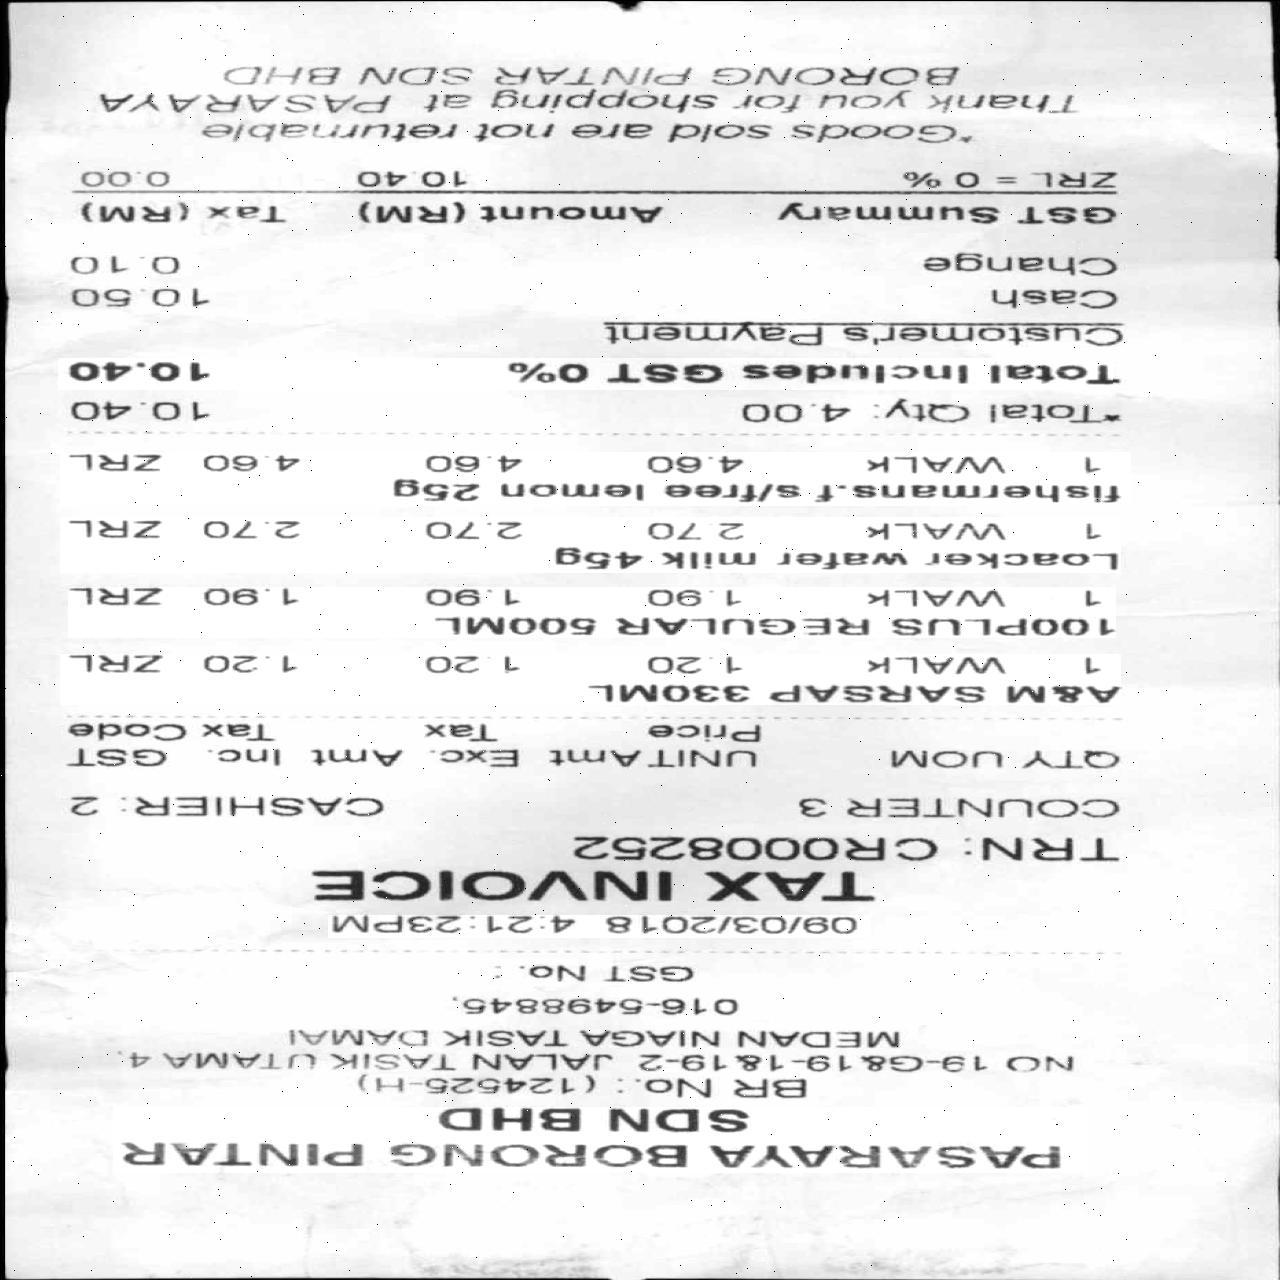 PASARAYA BORONG PINTAR
SDN BHD
BR No.: (124525-H)
NO 19-G&19-1&19-2 JALAN TASIK UTAMA 4.
MEDAN NIAGA TASIK DAMAI
016-5498845.
GST No. :
09/03/2018 4:21:23PM
TAX INVOICE
TRN: CR0008252
COUNTER 3 CASHIER: 2
QTY UOM UNIT Amt Exc. Amt Inc. GST
Price Tax Tax Code
A&M SARSAP 330ML
1 WALK 1.20 1.20 1.20 ZRL
100PLUS REGULAR 500ML
1 WALK 1.90 1.90 1.90 ZRL
Loacker wafer milk 45g
1 WALK 2.70 2.70 2.70 ZRL
fishermans.f s/free lemon 25g
1 WALK 4.60 4.60 4.60 ZRL
*Total Qty: 4.00 10.40
Total Includes GST 0% 10.40
Customer's Payment
Cash 10.50
Change 0.10
GST Summary Amount (RM) Tax (RM)
ZRL = 0 % 10.40 0.00
*Goods sold are not returnable
Thank you for shopping at PASARAYA
BORONG PINTAR SDN BHD